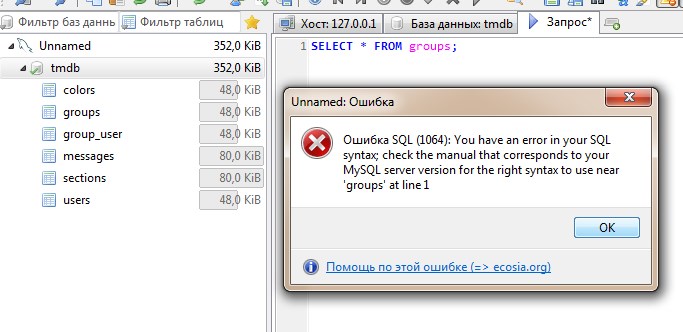 Фильтр баз данн
Фильтр таблиц
Хост: 127.0.0.1
База данных: tmdb
Запрос*
Unnamed 352,0 KiB
tmdb 352,0 KiB
colors 48,0 KiB
groups 48,0 KiB
group_user 48,0 KiB
messages 80,0 KiB
sections 80,0 KiB
users 48,0 KiB
1 SELECT * FROM groups;
Unnamed: Ошибка
Ошибка SQL (1064): You have an error in your SQL
syntax; check the manual that corresponds to your
MySQL server version for the right syntax to use near
'groups' at line 1
OK
Помощь по этой ошибке (=> ecosia.org)